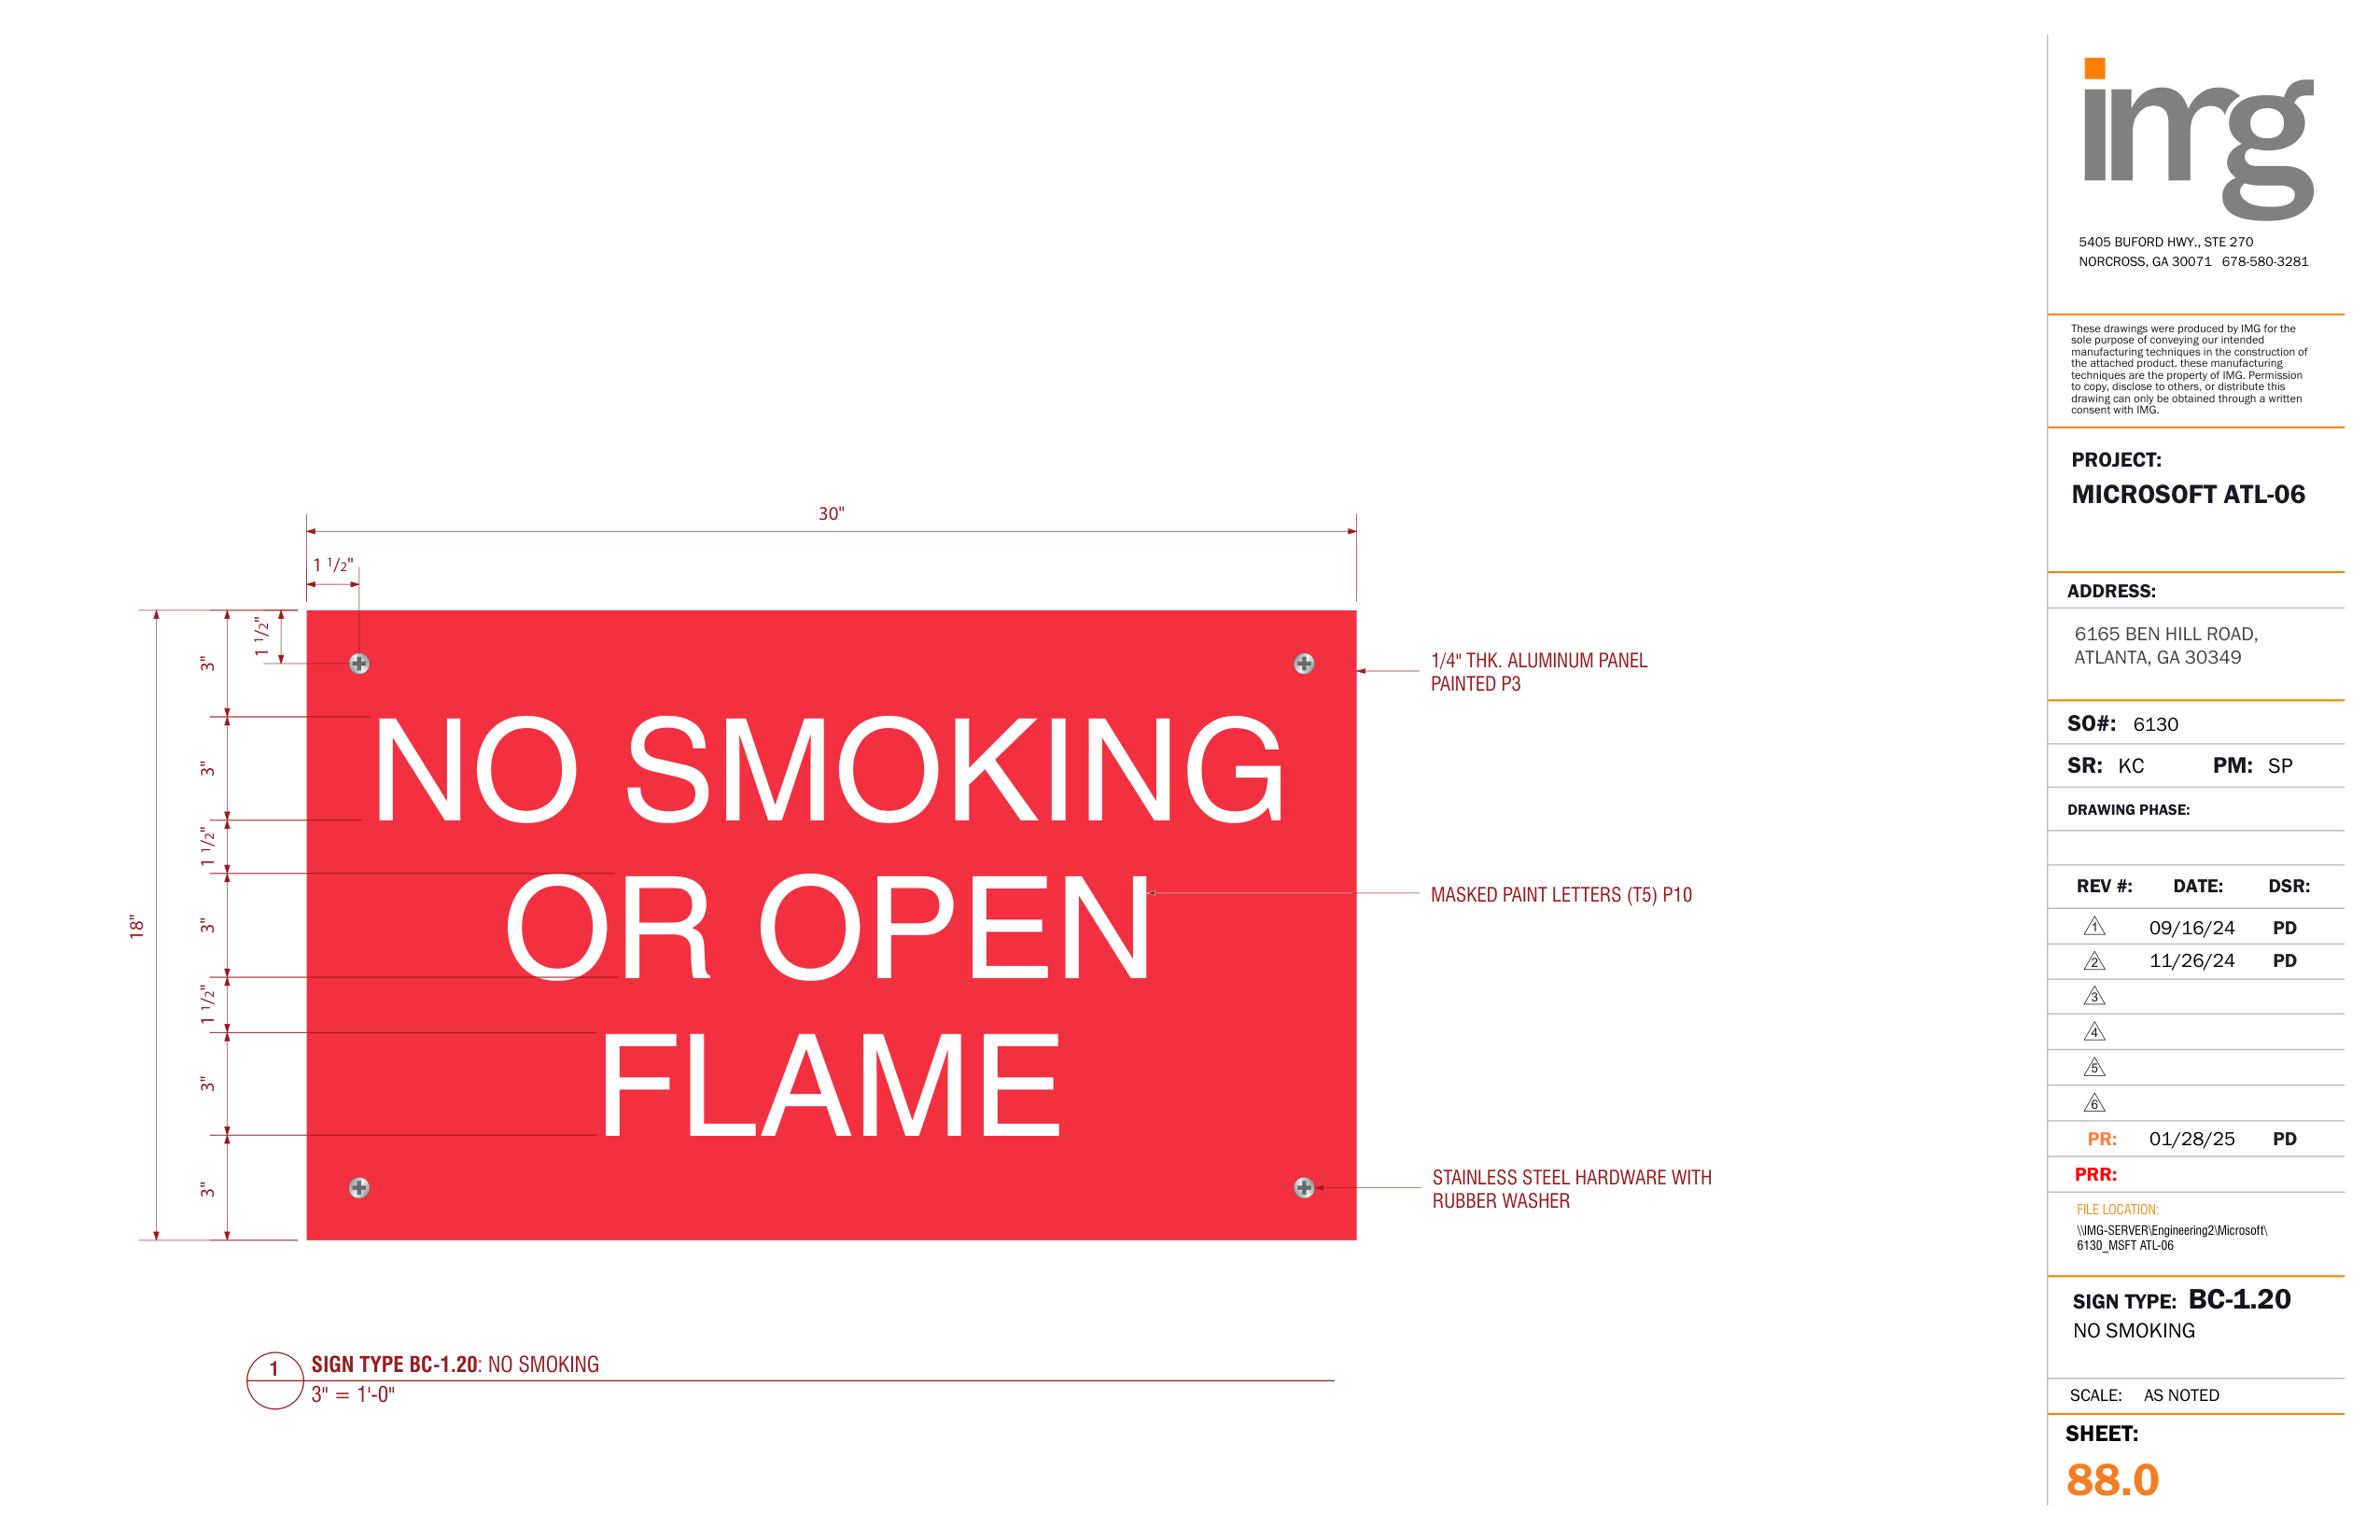 30"
1 1/2"
1 1/2"
3"
3"
1 1/2"
3"
1 1/2"
3"
3"
18"
NO SMOKING
OR OPEN
FLAME
1/4" THK. ALUMINUM PANEL
PAINTED P3
MASKED PAINT LETTERS (T5) P10
STAINLESS STEEL HARDWARE WITH
RUBBER WASHER
1
SIGN TYPE BC-1.20: NO SMOKING
3" = 1'-0"
img
5405 BUFORD HWY., STE 270
NORCROSS, GA 30071 678-580-3281
These drawings were produced by IMG for the
sole purpose of conveying our intended
manufacturing techniques in the construction of
the attached product. these manufacturing
techniques are the property of IMG. Permission
to copy, disclose to others, or distribute this
drawing can only be obtained through a written
consent with IMG.
PROJECT:
MICROSOFT ATL-06
ADDRESS:
6165 BEN HILL ROAD,
ATLANTA, GA 30349
SO#: 6130
SR: KC PM: SP
DRAWING PHASE:
REV #: DATE: DSR:
1 09/16/24 PD
2 11/26/24 PD
3
4
5
6
PR: 01/28/25 PD
PRR:
FILE LOCATION:
\\IMG-SERVER\Engineering2\Microsoft\
6130_MSFT ATL-06
SIGN TYPE: BC-1.20
NO SMOKING
SCALE: AS NOTED
SHEET:
88.0